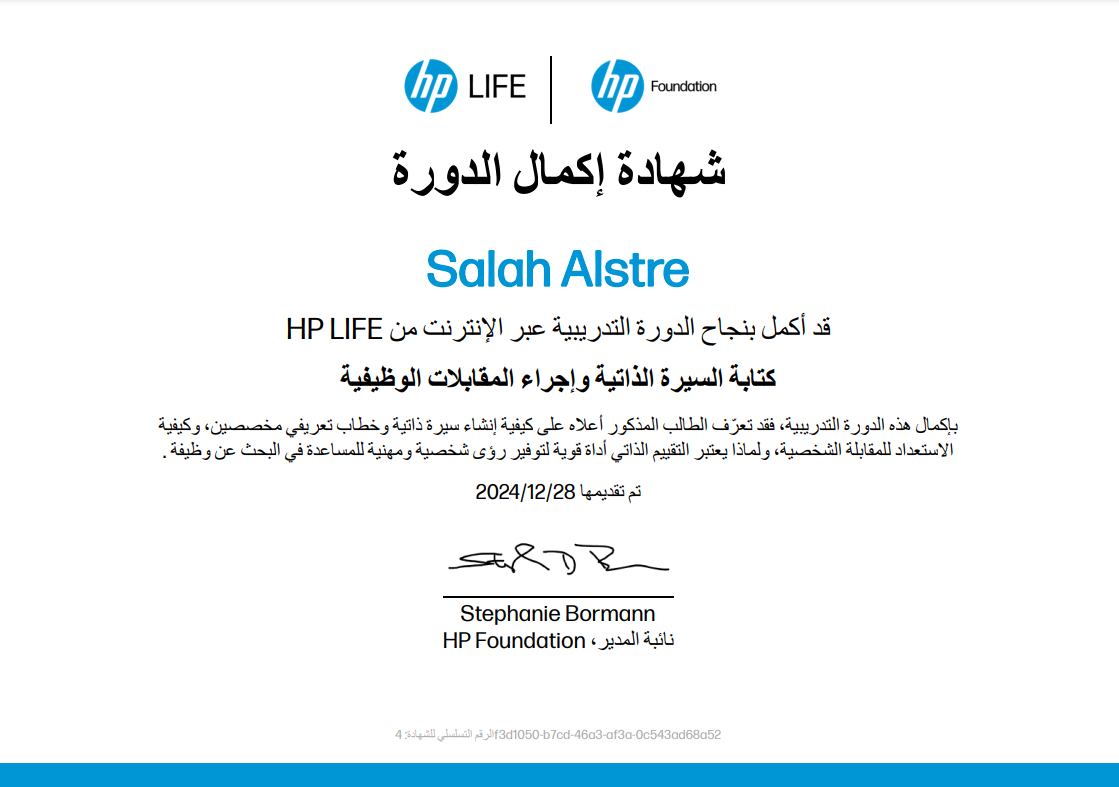 hp LIFE
hp Foundation
شهادة إكمال الدورة
Salah Alstre
قد أكمل بنجاح الدورة التدريبية عبر الإنترنت من HP LIFE
كتابة السيرة الذاتية وإجراء المقابلات الوظيفية
بإكمال هذه الدورة التدريبية، فقد تعرّف الطالب المذكور أعلاه على كيفية إنشاء سيرة ذاتية وخطاب تعريفي مخصصين، وكيفية
الاستعداد للمقابلة الشخصية، ولماذا يعتبر التقييم الذاتي أداة قوية لتوفير رؤى شخصية ومهنية للمساعدة في البحث عن وظيفة .
تم تقديمها 2024/12/28
Stephanie Bormann
نائبة المدير، HP Foundation
الرقم التسلسلي للشهادة: 4f3d1050-b7cd-46a3-af3a-0c543ad68a52